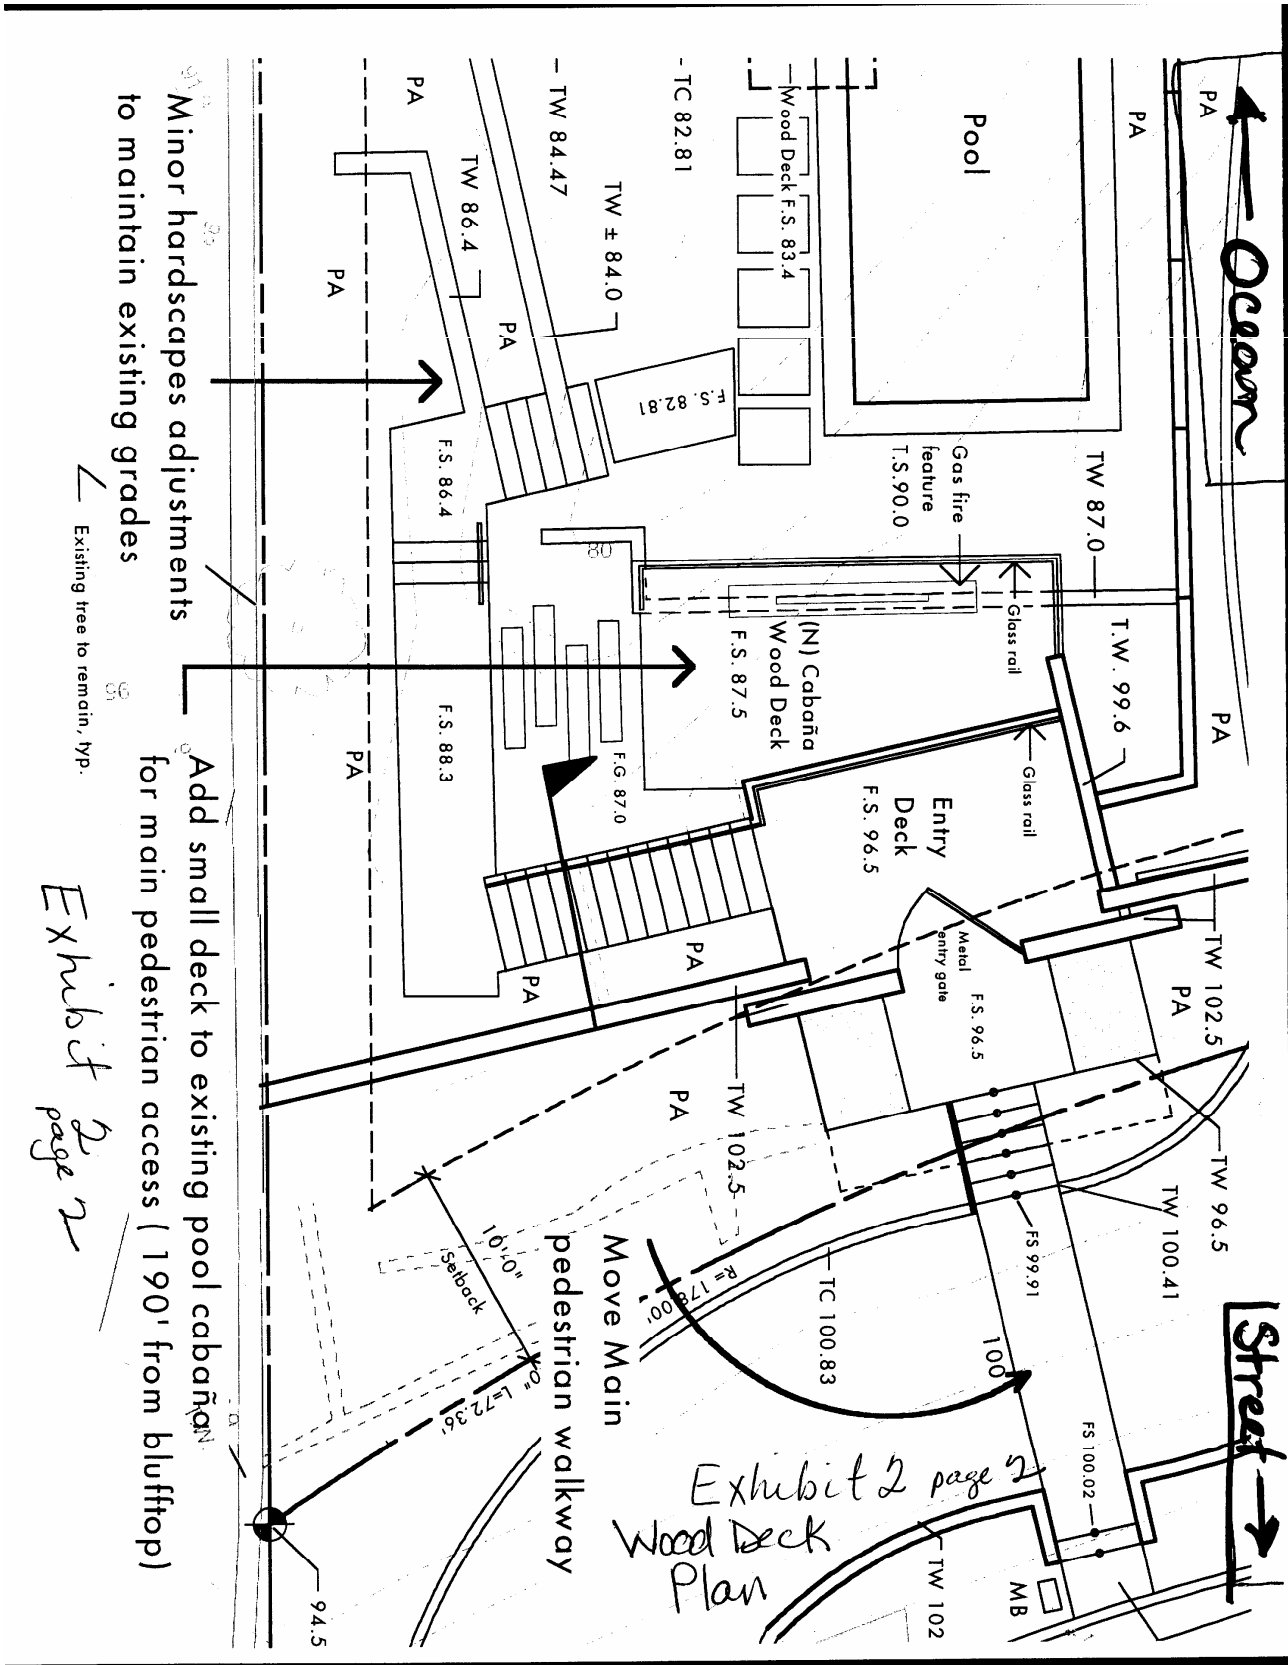 Ocean
Street
PA
PA
PA
PA
Pool
Wood Deck F.S. 83.4
TC 82.81
TW 84.47
TW ± 84.0
TW 86.4
PA
PA
PA
F.S. 82.81
TW 87.0
Gas fire
feature
T.S.90.0
Glass rail
T.W. 99.6
(N) Cabaña
Wood Deck
F.S. 87.5
80
F.S. 86.4
F.S. 88.3
F.G 87.0
PA
Glass rail
Entry
Deck
F.S. 96.5
Metal
entry gate
F.S. 96.5
TW 102.5
PA
PA
PA
TW 102.5
PA
TW 96.5
TW 100.41
FS 99.91
TC 100.83
R= 178.00'
100
10'-0"
Setback
0" L=72.36'
Move Main
pedestrian walkway
FS 100.02
TW 102
MB
94.5
Exhibit 2 page 2
Wood Deck
Plan
Minor hardscapes adjustments
to maintain existing grades
Existing tree to remain, typ.
Add small deck to existing pool cabaña
for main pedestrian access ( 190' from blufftop)
95
Exhibit 2
page 2